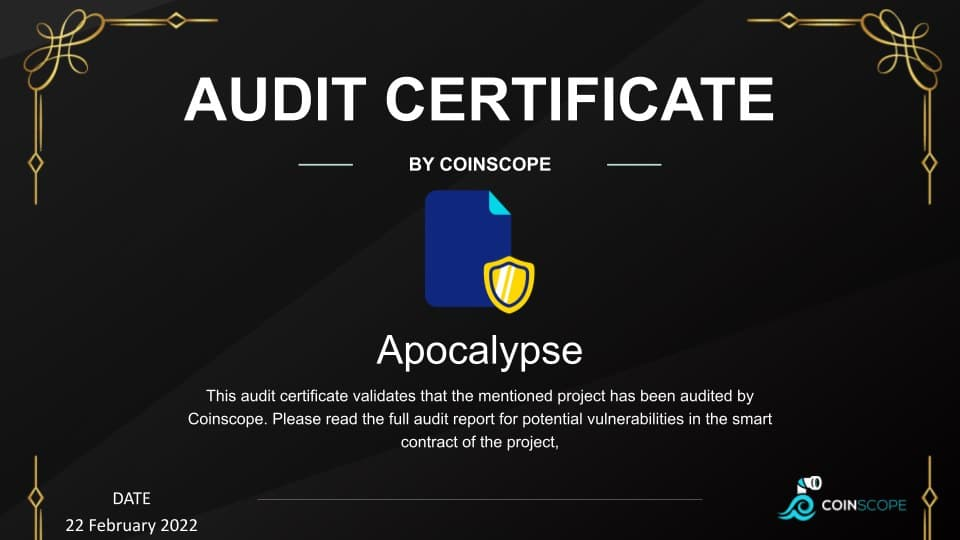 AUDIT CERTIFICATE
BY COINSCOPE
Apocalypse
This audit certificate validates that the mentioned project has been audited by
Coinscope. Please read the full audit report for potential vulnerabilities in the smart
contract of the project,
DATE
22 February 2022
COINSCOPE